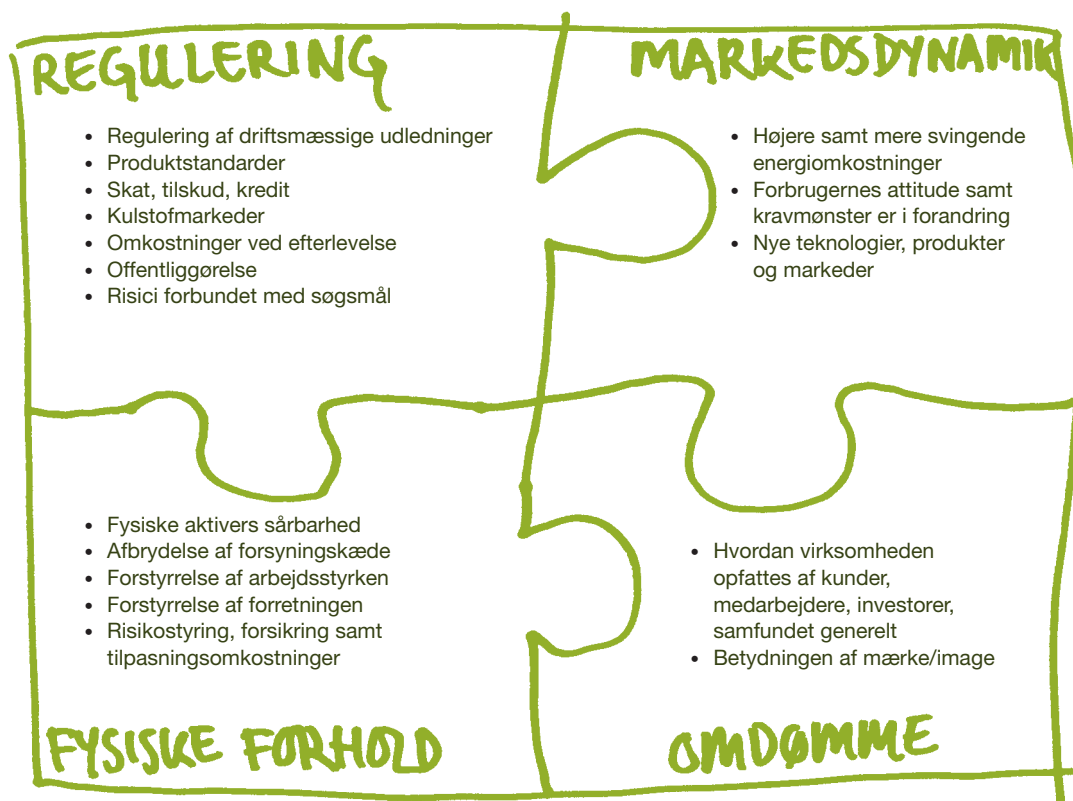 REGULERING
• Regulering af driftsmæssige udledninger
• Produktstandarder
• Skat, tilskud, kredit
• Kulstofmarkeder
• Omkostninger ved efterlevelse
• Offentliggørelse
• Risici forbundet med søgsmål
MARKEDSDYNAMIK
• Højere samt mere svingende
energiomkostninger
• Forbrugernes attitude samt
kravmønster er i forandring
• Nye teknologier, produkter
og markeder
• Fysiske aktivers sårbarhed
• Afbrydelse af forsyningskæde
• Forstyrrelse af arbejdsstyrken
• Forstyrrelse af forretningen
• Risikostyring, forsikring samt
tilpasningsomkostninger
FYSISKE FORHOLD
• Hvordan virksomheden
opfattes af kunder,
medarbejdere, investorer,
samfundet generelt
• Betydningen af mærke/image
OMDØMME